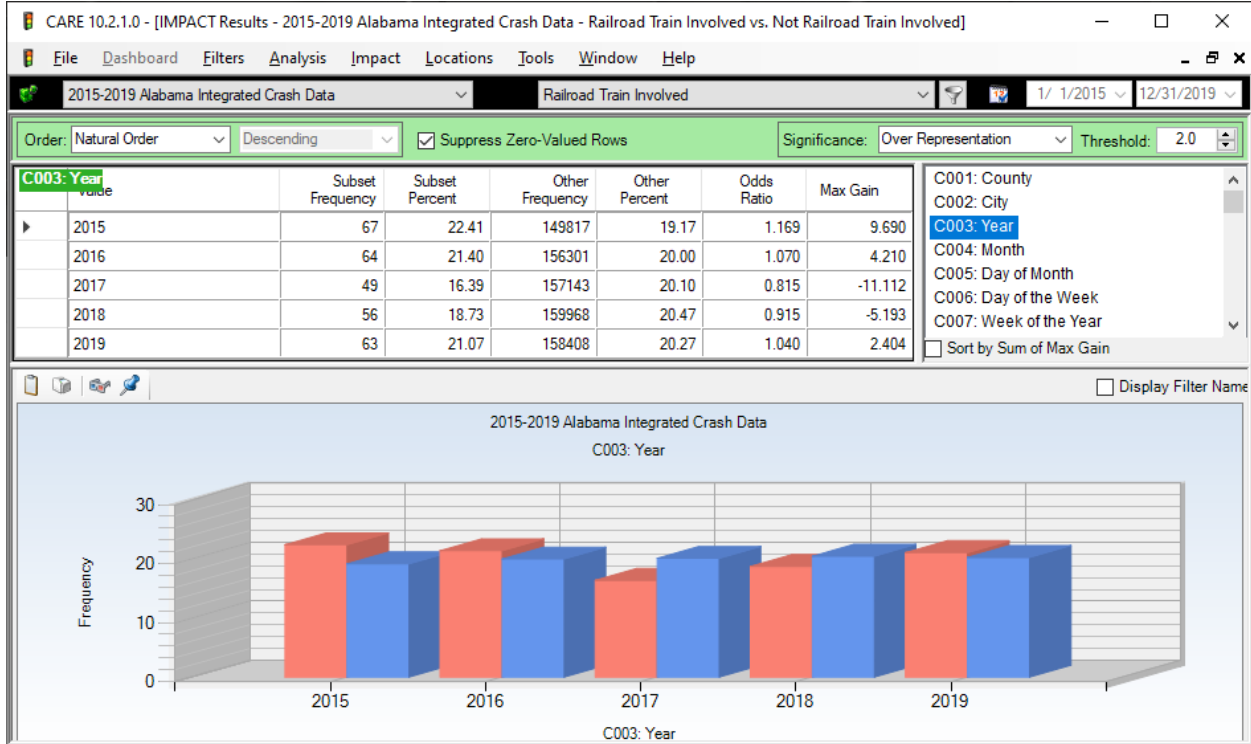 CARE 10.2.1.0 - [IMPACT Results - 2015-2019 Alabama Integrated Crash Data - Railroad Train Involved vs. Not Railroad Train Involved]
File Dashboard Filters Analysis Impact Locations Tools Window Help
2015-2019 Alabama Integrated Crash Data Railroad Train Involved 1/ 1/2015 12/31/2019
Order: Natural Order Descending Suppress Zero-Valued Rows Significance: Over Representation Threshold: 2.0
C003: Year
Value Subset Frequency Subset Percent Other Frequency Other Percent Odds Ratio Max Gain
2015 67 22.41 149817 19.17 1.169 9.690
2016 64 21.40 156301 20.00 1.070 4.210
2017 49 16.39 157143 20.10 0.815 -11.112
2018 56 18.73 159968 20.47 0.915 -5.193
2019 63 21.07 158408 20.27 1.040 2.404
C001: County
C002: City
C003: Year
C004: Month
C005: Day of Month
C006: Day of the Week
C007: Week of the Year
Sort by Sum of Max Gain
Display Filter Name
2015-2019 Alabama Integrated Crash Data
C003: Year
Frequency
30
20
10
0
2015 2016 2017 2018 2019
C003: Year